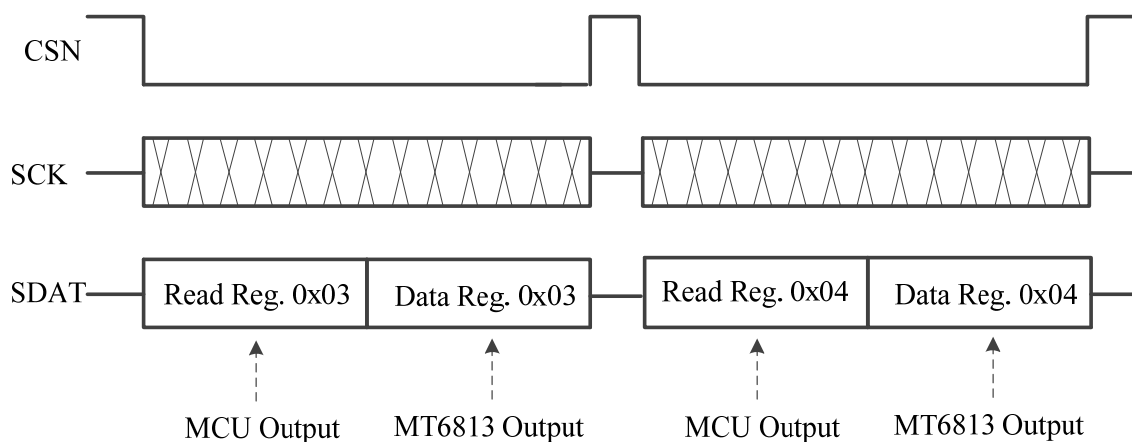 CSN
SCK
SDAT
Read Reg. 0x03
Data Reg. 0x03
Read Reg. 0x04
Data Reg. 0x04
MCU Output
MT6813 Output
MCU Output
MT6813 Output